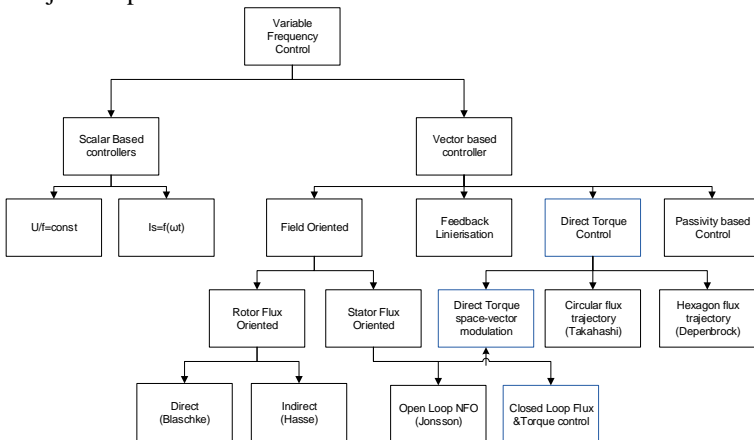 Variable
Frequency
Control
Scalar Based
controllers
Vector based
controller
U/f=const
Is=f(ωt)
Field Oriented
Feedback
Linierisation
Direct Torque
Control
Passivity based
Control
Rotor Flux
Oriented
Stator Flux
Oriented
Direct Torque
space-vector
modulation
Circular flux
trajectory
(Takahashi)
Hexagon flux
trajectory
(Depenbrock)
Direct
(Blaschke)
Indirect
(Hasse)
Open Loop NFO
(Jonsson)
Closed Loop Flux
&Torque control